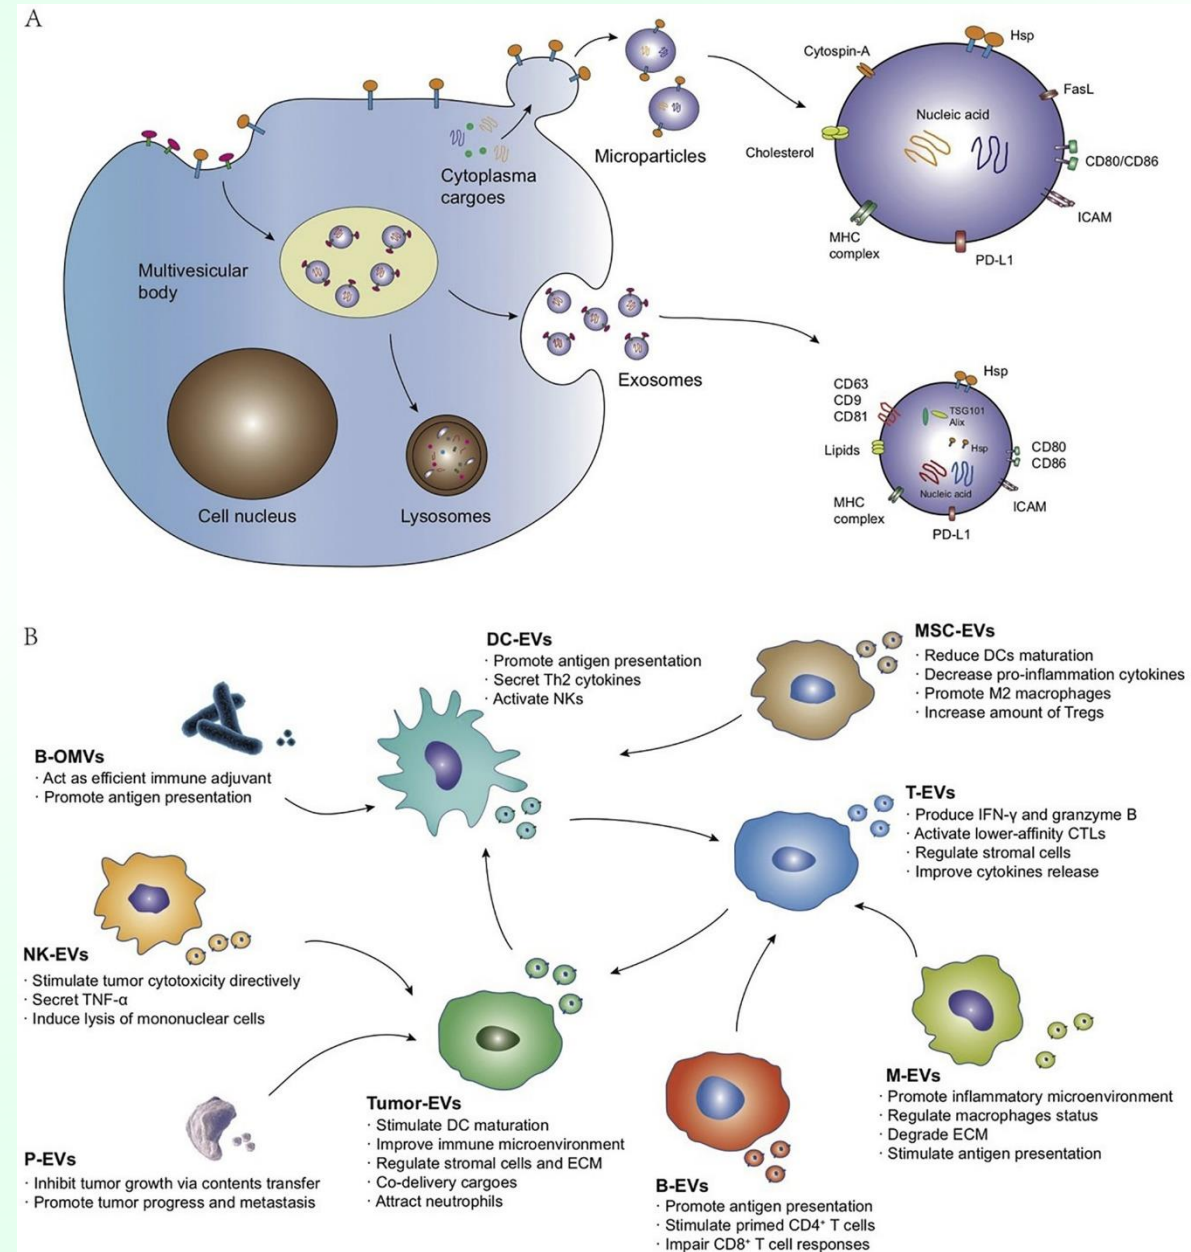 A
Cytospin-A
Hsp
FasL
Nucleic acid
Cholesterol
CD80/CD86
ICAM
MHC
complex
PD-L1
Microparticles
Cytoplasma
cargoes
Multivesicular
body
Exosomes
Cell nucleus
Lysosomes
Hsp
CD63
CD9
CD81
TSG101
Alix
Lipids
Hsp
CD80
CD86
Nucleic acid
MHC
complex
ICAM
PD-L1
B
DC-EVs
· Promote antigen presentation
· Secret Th2 cytokines
· Activate NKs
MSC-EVs
· Reduce DCs maturation
· Decrease pro-inflammation cytokines
· Promote M2 macrophages
· Increase amount of Tregs
B-OMVs
· Act as efficient immune adjuvant
· Promote antigen presentation
T-EVs
· Produce IFN-γ and granzyme B
· Activate lower-affinity CTLs
· Regulate stromal cells
· Improve cytokines release
NK-EVs
· Stimulate tumor cytotoxicity directly
· Secret TNF-α
· Induce lysis of mononuclear cells
M-EVs
· Promote inflammatory microenvironment
· Regulate macrophages status
· Degrade ECM
· Stimulate antigen presentation
Tumor-EVs
· Stimulate DC maturation
· Improve immune microenvironment
· Regulate stromal cells and ECM
· Co-delivery cargoes
· Attract neutrophils
P-EVs
· Inhibit tumor growth via contents transfer
· Promote tumor progress and metastasis
B-EVs
· Promote antigen presentation
· Stimulate primed CD4⁺ T cells
· Impair CD8⁺ T cell responses